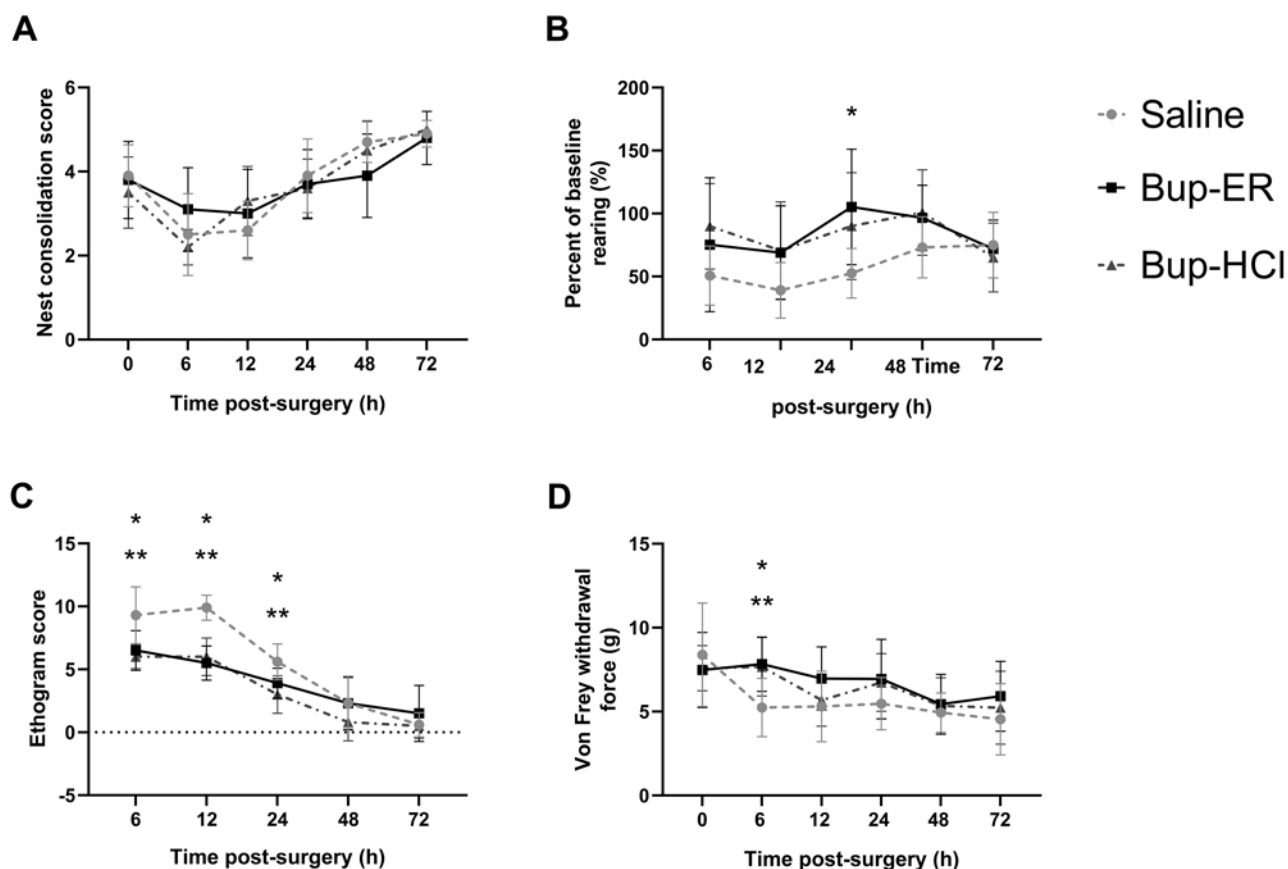 A
Nest consolidation score
6
4
2
0
0 6 12 24 48 72
Time post-surgery (h)
B
Percent of baseline
rearing (%)
200
150
100
50
0
*
6 12 24 48 Time 72
post-surgery (h)
Saline
Bup-ER
Bup-HCl
C
Ethogram score
15
10
5
0
-5
* * *
** ** **
6 12 24 48 72
Time post-surgery (h)
D
Von Frey withdrawal
force (g)
15
10
5
0
*
**
0 6 12 24 48 72
Time post-surgery (h)